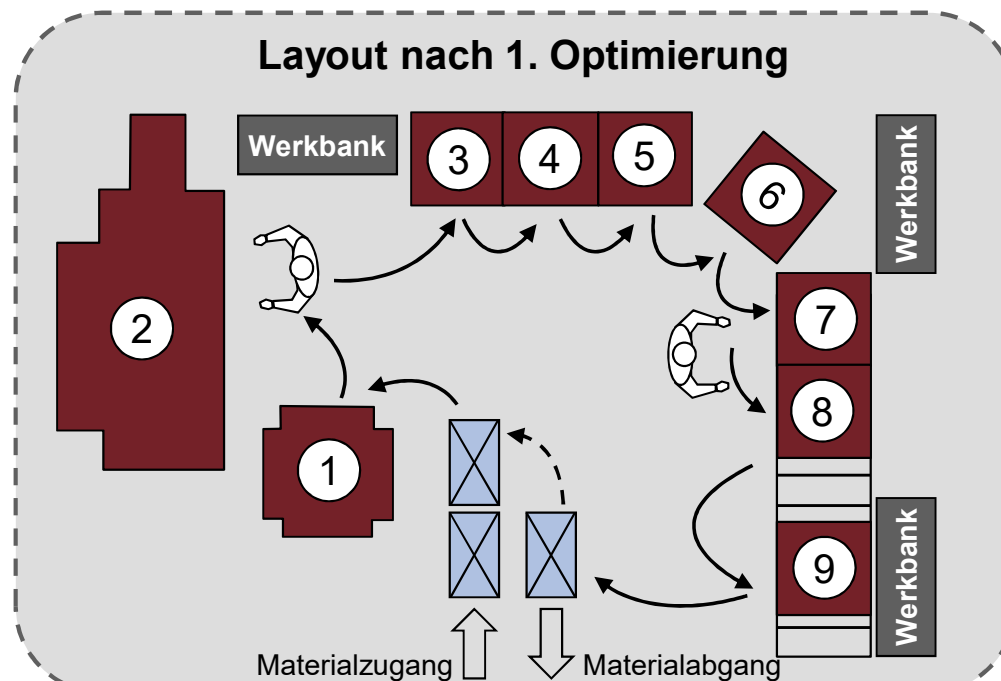 Layout nach 1. Optimierung
Werkbank
3
4
5
6
Werkbank
2
7
8
1
9
Werkbank
Materialzugang
Materialabgang